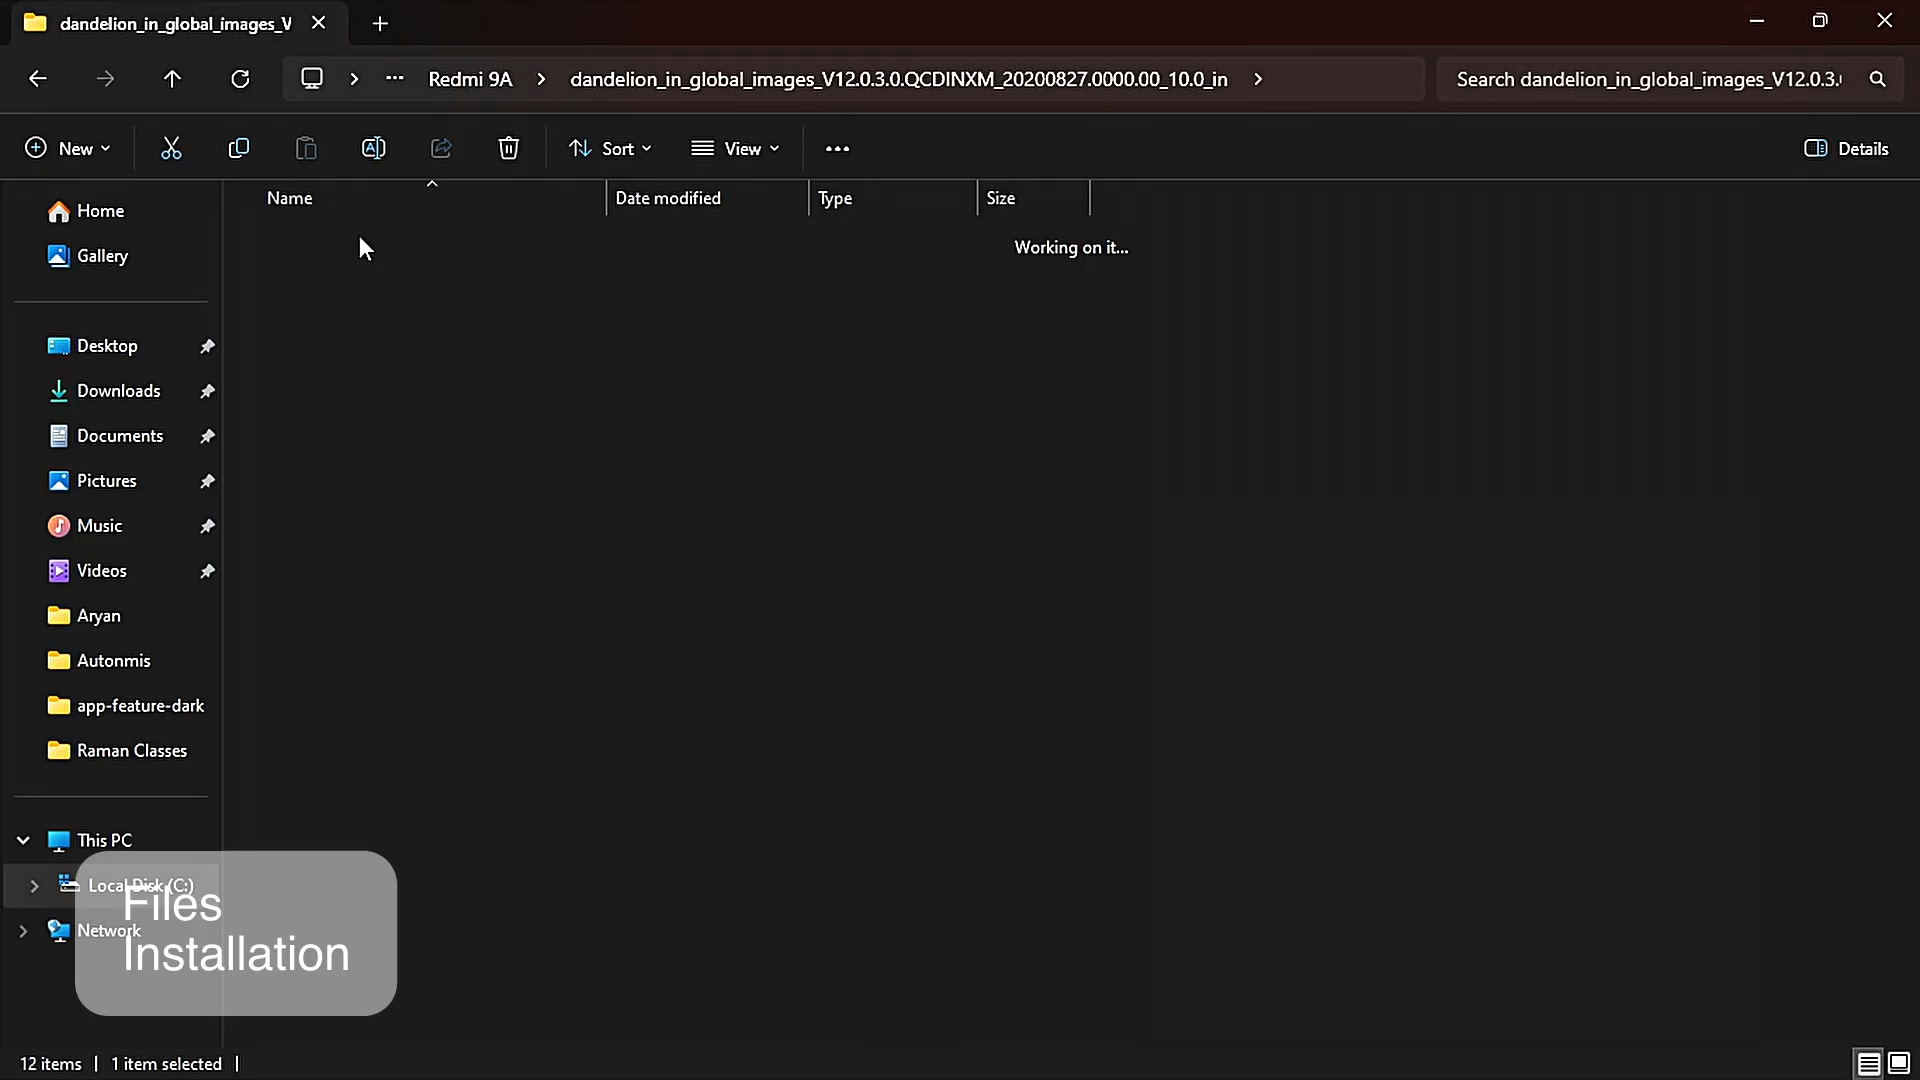 dandelion_in_global_images_V
Redmi 9A
dandelion_in_global_images_V12.0.3.0.QCDINXM_20200827.0000.00_10.0_in
Search dandelion_in_global_images_V12.0.3.
New
Sort
View
Details
Name
Date modified
Type
Size
Home
Gallery
Working on it...
Desktop
Downloads
Documents
Pictures
Music
Videos
Aryan
Autonmis
app-feature-dark
Raman Classes
This PC
Local Disk (C:)
Network
Files
Installation
12 items
1 item selected